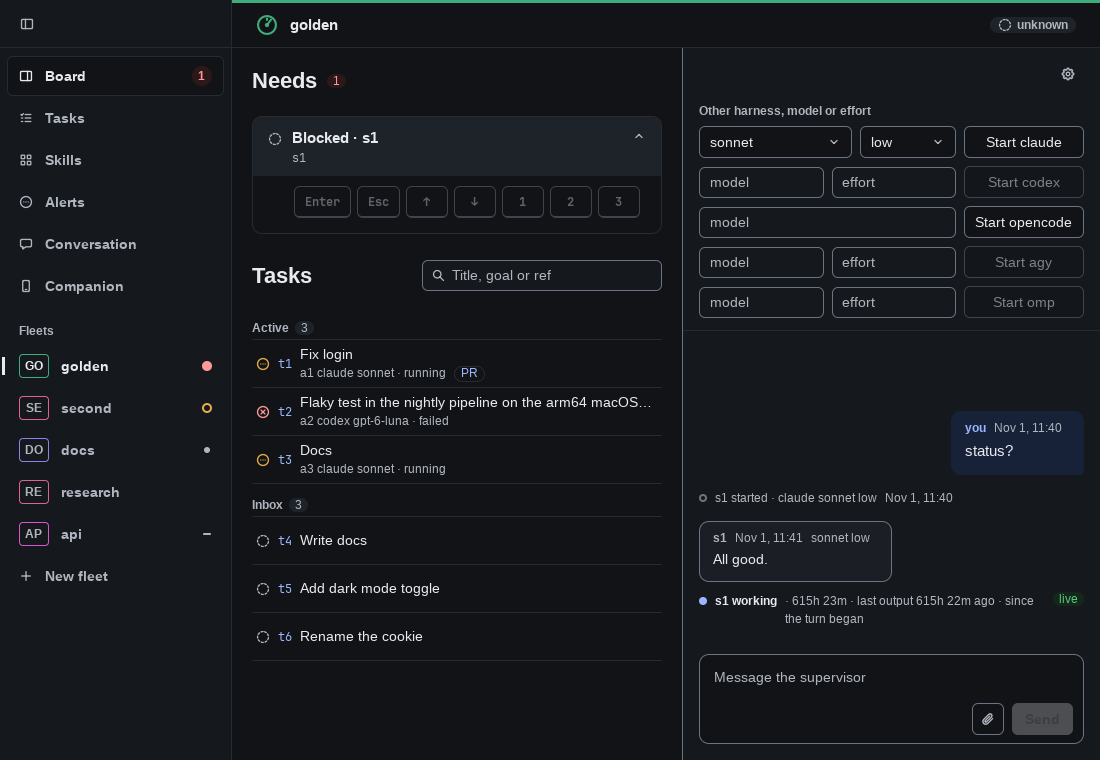 golden
unknown
Board 1
Tasks
Skills
Alerts
Conversation
Companion
Fleets
GO golden
SE second
DO docs
RE research
AP api
New fleet
Needs 1
Blocked · s1
s1
Enter Esc ↑ ↓ 1 2 3
Tasks
Title, goal or ref
Active 3
t1 Fix login
a1 claude sonnet · running PR
t2 Flaky test in the nightly pipeline on the arm64 macOS…
a2 codex gpt-6-luna · failed
t3 Docs
a3 claude sonnet · running
Inbox 3
t4 Write docs
t5 Add dark mode toggle
t6 Rename the cookie
Other harness, model or effort
sonnet low Start claude
model effort Start codex
model Start opencode
model effort Start agy
model effort Start omp
you Nov 1, 11:40
status?
s1 started · claude sonnet low Nov 1, 11:40
s1 Nov 1, 11:41 sonnet low
All good.
s1 working · 615h 23m · last output 615h 22m ago · since live
the turn began
Message the supervisor
Send